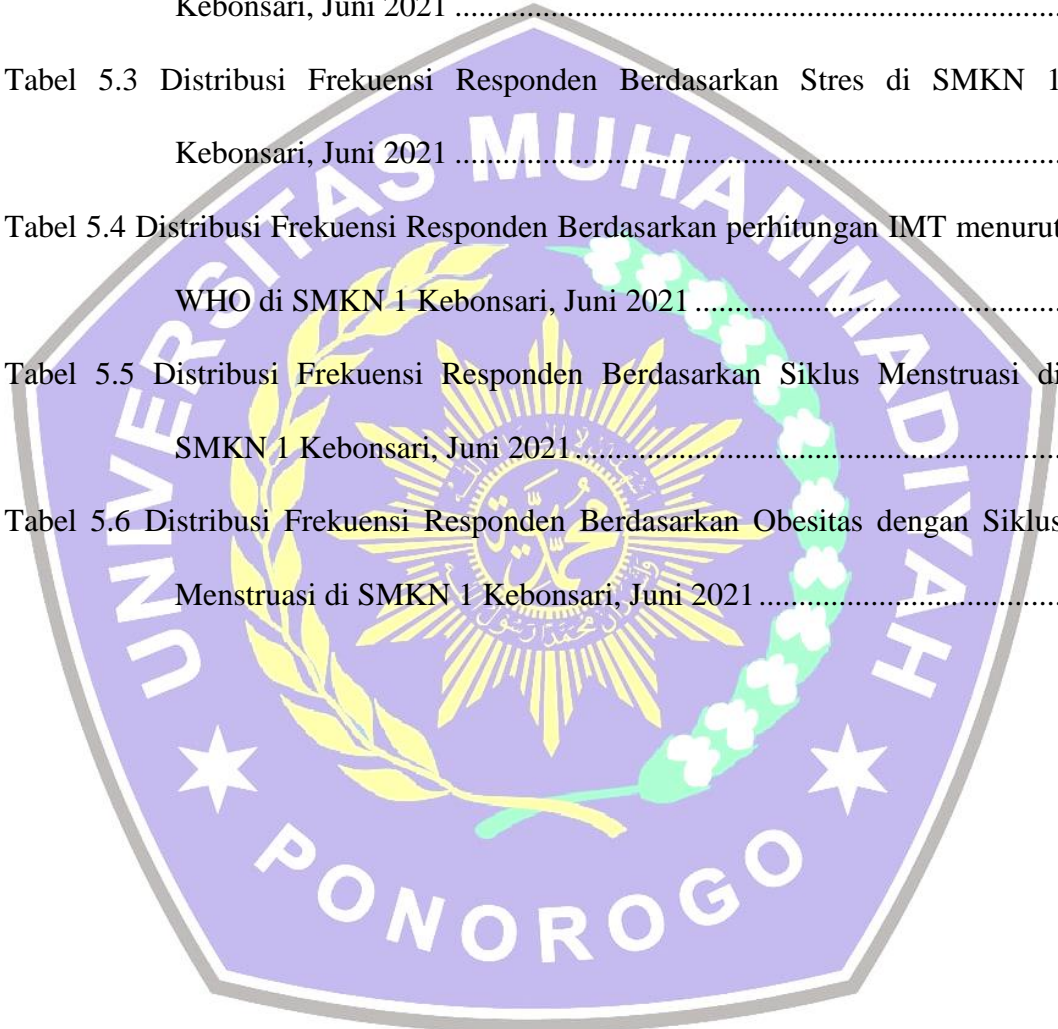 Kebonsari, Juni 2021 ............................................................................
Tabel 5.3 Distribusi Frekuensi Responden Berdasarkan Stres di SMKN 1
Kebonsari, Juni 2021 ............................................................................
Tabel 5.4 Distribusi Frekuensi Responden Berdasarkan perhitungan IMT menurut
WHO di SMKN 1 Kebonsari, Juni 2021 ..............................................
Tabel 5.5 Distribusi Frekuensi Responden Berdasarkan Siklus Menstruasi di
SMKN 1 Kebonsari, Juni 2021.............................................................
Tabel 5.6 Distribusi Frekuensi Responden Berdasarkan Obesitas dengan Siklus
Menstruasi di SMKN 1 Kebonsari, Juni 2021 ......................................
UNIVERSITAS MUHAMMADIYAH
PONOROGO